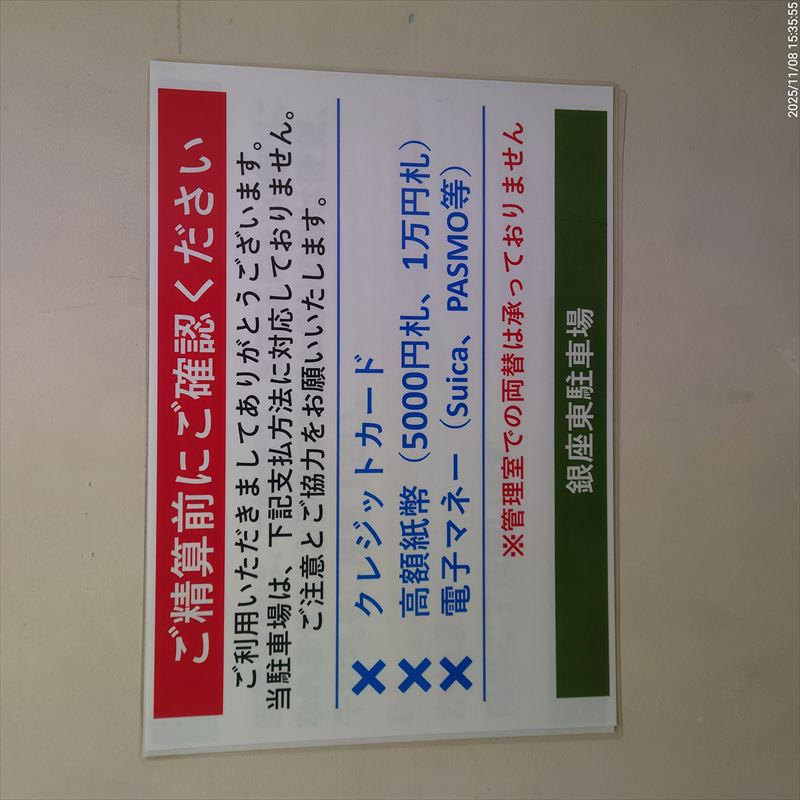 ご精算前にご確認ください
ご利用いただきましてありがとうございます。
当駐車場は、下記支払方法に対応しておりません。
ご注意とご協力をお願いいたします。
× クレジットカード
× 高額紙幣（5000円札、1万円札）
× 電子マネー（Suica、PASMO等）
※管理室での両替は承っておりません
銀座東駐車場
2025/11/08 15:35:55